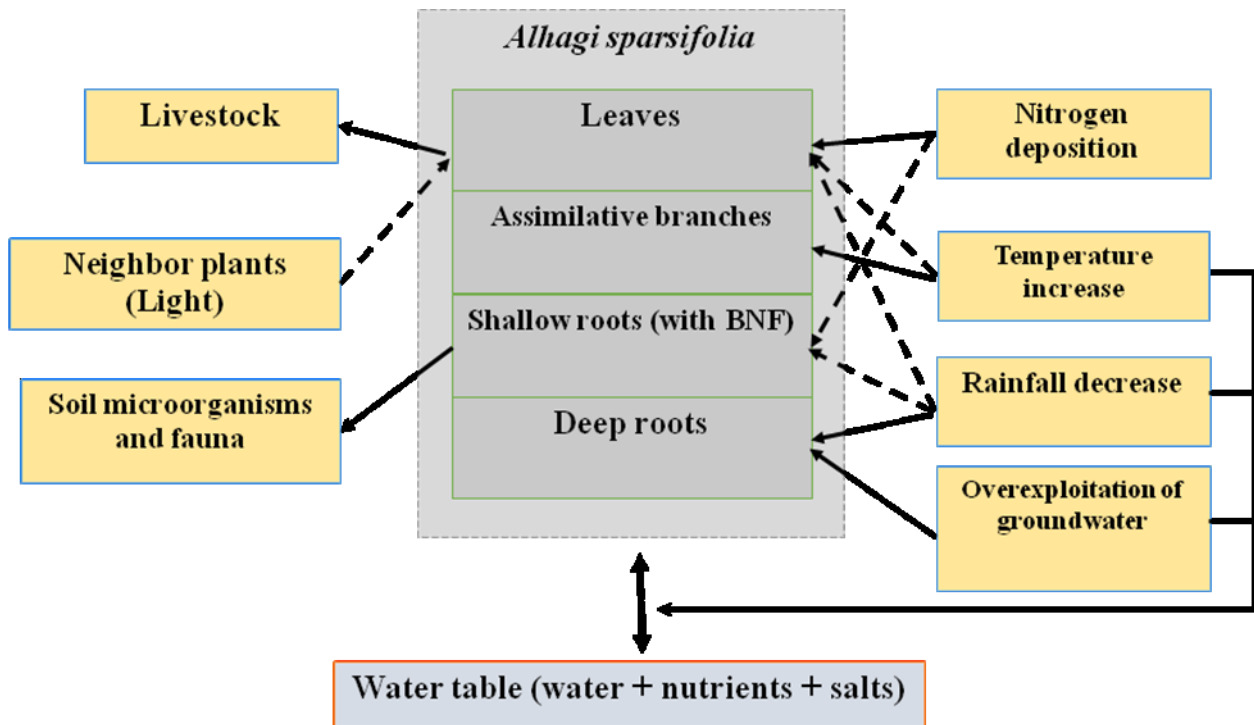 Alhagi sparsifolia
Leaves
Assimilative branches
Shallow roots (with BNF)
Deep roots
Livestock
Neighbor plants
(Light)
Soil microorganisms
and fauna
Nitrogen
deposition
Temperature
increase
Rainfall decrease
Overexploitation of
groundwater
Water table (water + nutrients + salts)